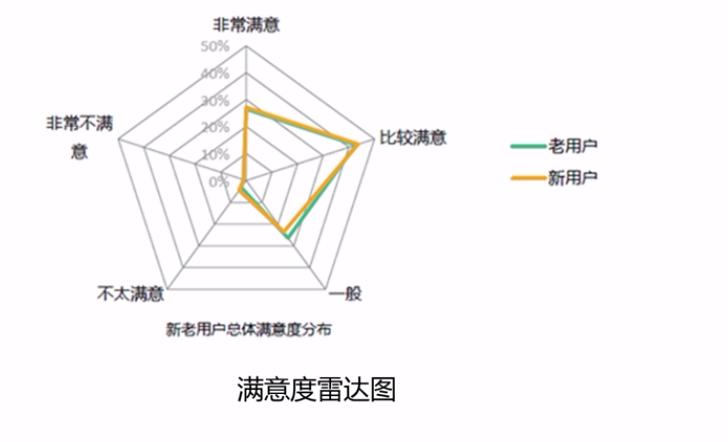 非常满意
50%
40%
30%
20%
10%
0%
非常不满
意
比较满意
老用户
新用户
不太满意
一般
新老用户总体满意度分布
满意度雷达图